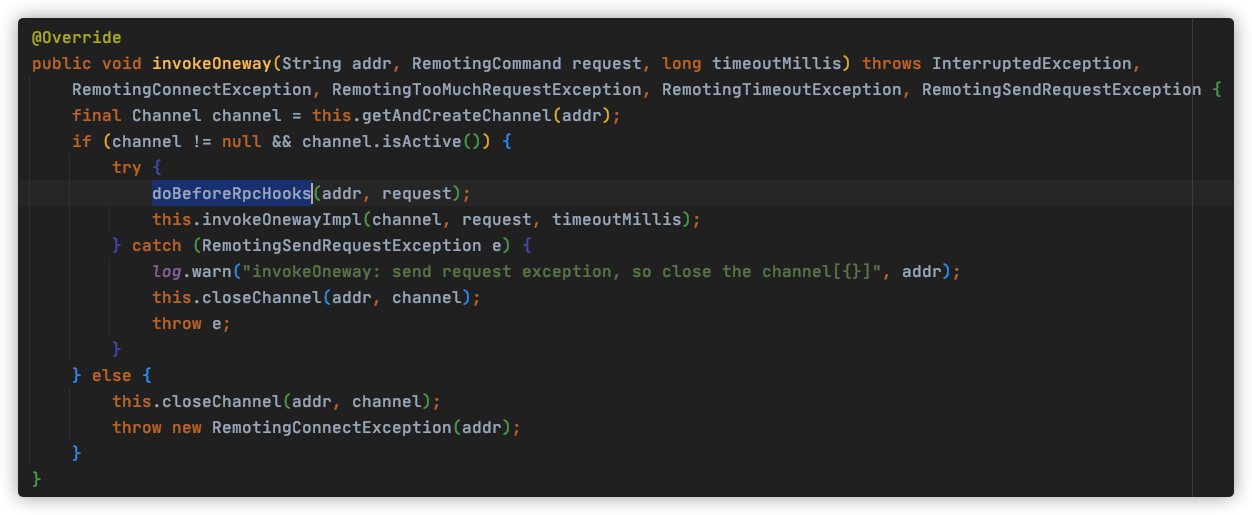 @Override
public void invokeOneway(String addr, RemotingCommand request, long timeoutMillis) throws InterruptedException,
    RemotingConnectException, RemotingTooMuchRequestException, RemotingTimeoutException, RemotingSendRequestException {
    final Channel channel = this.getAndCreateChannel(addr);
    if (channel != null && channel.isActive()) {
        try {
            doBeforeRpcHooks(addr, request);
            this.invokeOnewayImpl(channel, request, timeoutMillis);
        } catch (RemotingSendRequestException e) {
            log.warn("invokeOneway: send request exception, so close the channel[{}]", addr);
            this.closeChannel(addr, channel);
            throw e;
        }
    } else {
        this.closeChannel(addr, channel);
        throw new RemotingConnectException(addr);
    }
}